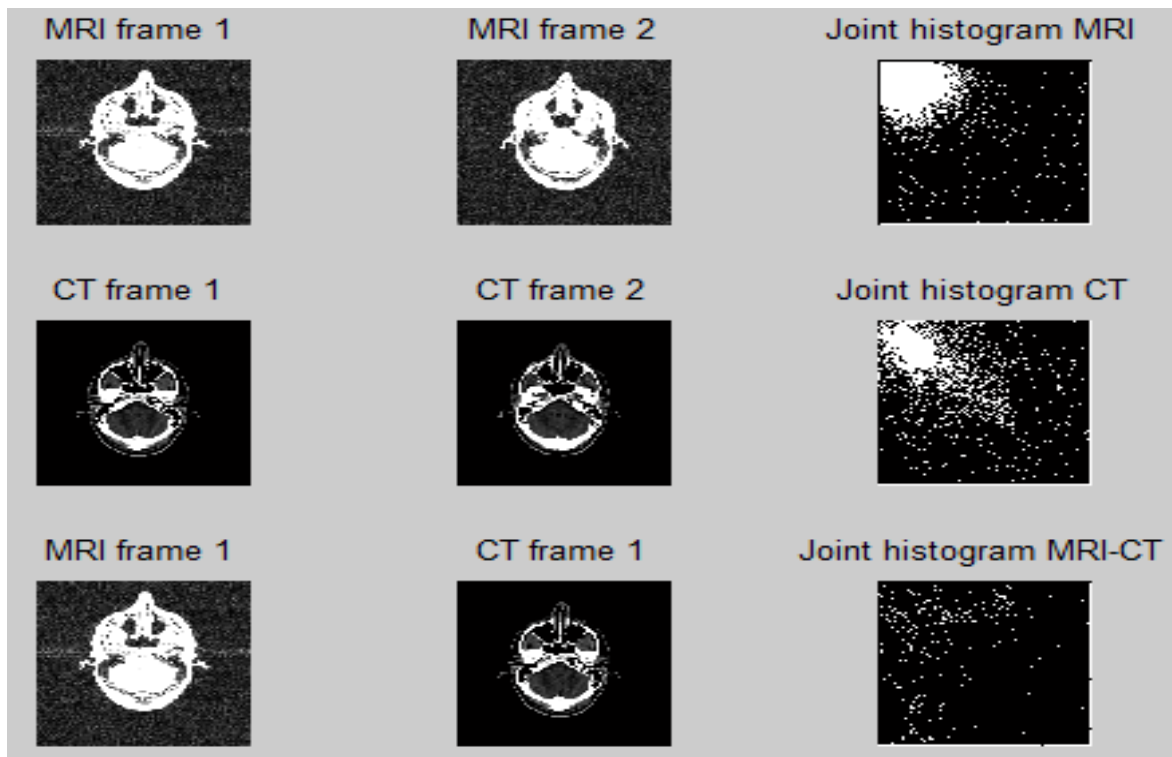 MRI frame 1
MRI frame 2
Joint histogram MRI
CT frame 1
CT frame 2
Joint histogram CT
MRI frame 1
CT frame 1
Joint histogram MRI-CT